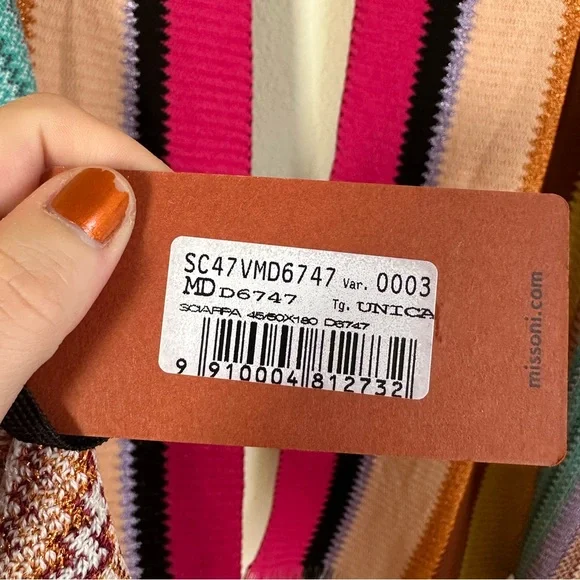 SC47VMD6747 Var. 0003
MD D6747 Tg. UNICA
SCIARPA 45/50X180 D6747
9 910004 812732
missoni.com